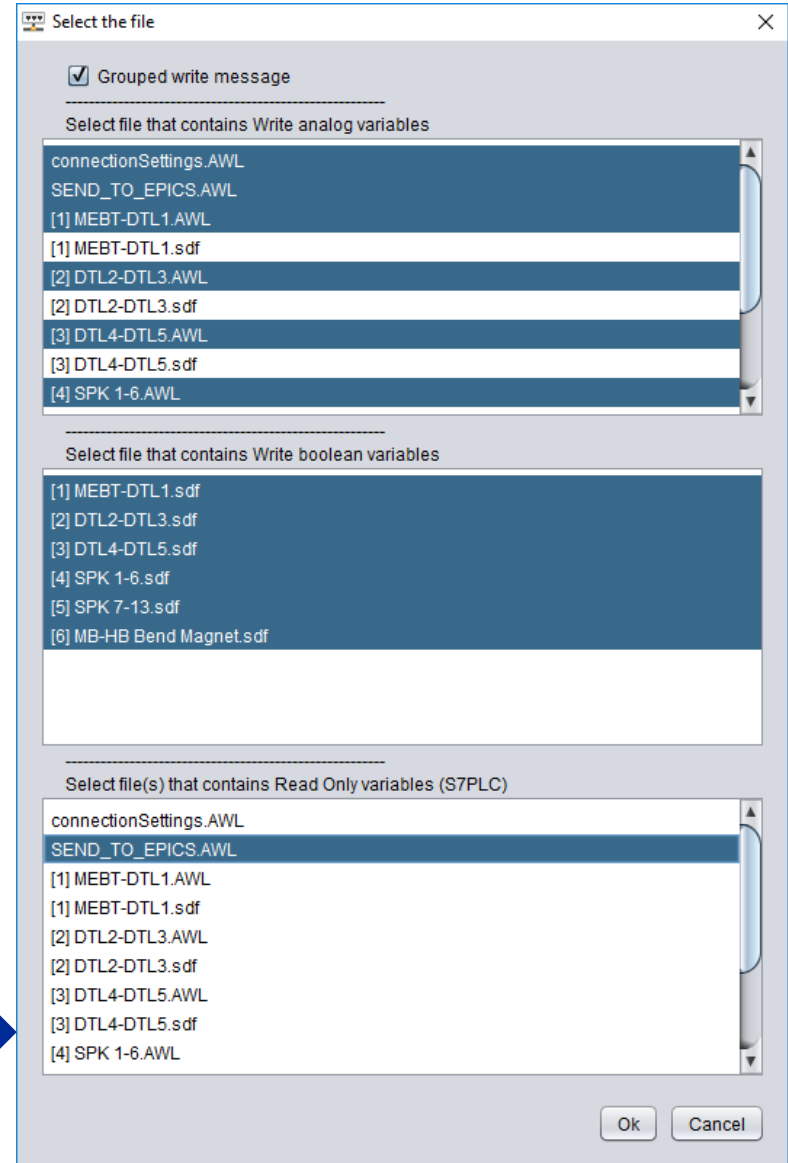 Select the file
Grouped write message
------------------------------------------------------
Select file that contains Write analog variables
connectionSettings.AWL
SEND_TO_EPICS.AWL
[1] MEBT-DTL1.AWL
[1] MEBT-DTL1.sdf
[2] DTL2-DTL3.AWL
[2] DTL2-DTL3.sdf
[3] DTL4-DTL5.AWL
[3] DTL4-DTL5.sdf
[4] SPK 1-6.AWL
------------------------------------------------------
Select file that contains Write boolean variables
[1] MEBT-DTL1.sdf
[2] DTL2-DTL3.sdf
[3] DTL4-DTL5.sdf
[4] SPK 1-6.sdf
[5] SPK 7-13.sdf
[6] MB-HB Bend Magnet.sdf
------------------------------------------------------
Select file(s) that contains Read Only variables (S7PLC)
connectionSettings.AWL
SEND_TO_EPICS.AWL
[1] MEBT-DTL1.AWL
[1] MEBT-DTL1.sdf
[2] DTL2-DTL3.AWL
[2] DTL2-DTL3.sdf
[3] DTL4-DTL5.AWL
[3] DTL4-DTL5.sdf
[4] SPK 1-6.AWL
Ok Cancel